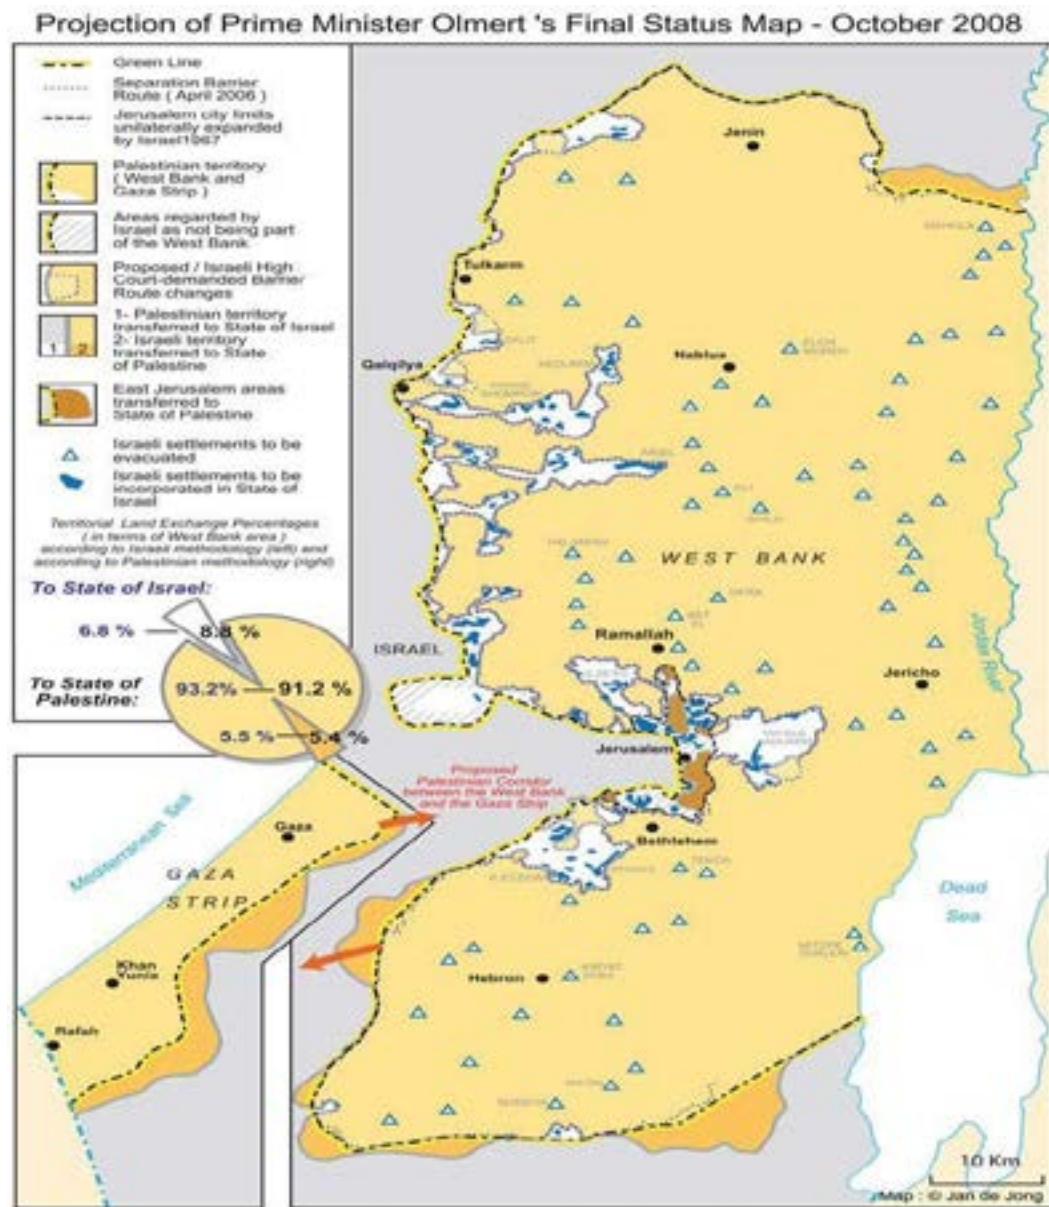 Projection of Prime Minister Olmert 's Final Status Map - October 2008
Green Line
Separation Barrier
Route ( April 2006 )
Jerusalem city limits
unilaterally expanded
by Israel1967
Palestinian territory
( West Bank and
Gaza Strip )
Areas regarded by
Israel as not being part
of the West Bank
Proposed / Israeli High
Court-demanded Barrier
Route changes
1- Palestinian territory
transferred to State of Israel
2- Israeli territory
transferred to State
of Palestine
1 2
East Jerusalem areas
transferred to
State of Palestine
Israeli settlements to be
evacuated
Israeli settlements to be
incorporated in State of
Israel
Territorial Land Exchange Percentages
( in terms of West Bank area )
according to Israeli methodology (left) and
according to Palestinian methodology (right)
To State of Israel:
6.8 %
8.8 %
To State of
Palestine:
93.2%
91.2 %
5.5 %
5.4 %
Jenin
Tulkarm
Qalqilya
Nablus
ARIEL
WEST BANK
Ramallah
ISRAEL
Jericho
Jordan River
Jerusalem
Proposed
Palestinian Corridor
between the West Bank
and the Gaza Strip
Bethlehem
Mediterranean Sea
Gaza
GAZA
STRIP
Khan
Yunis
Rafah
Hebron
Dead
Sea
10 Km
Map : © Jan de Jong